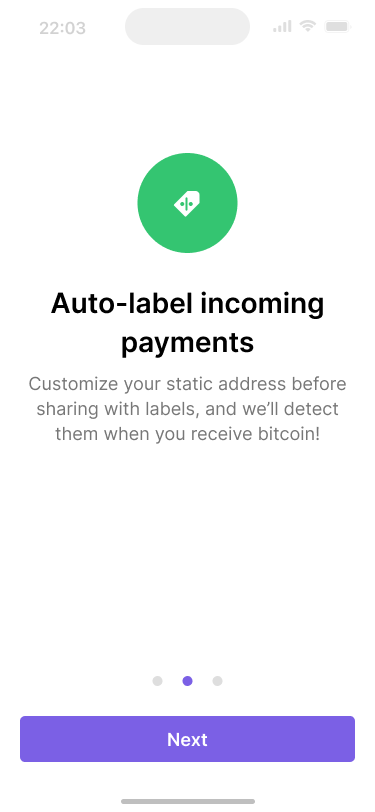 22:03
Auto-label incoming
payments
Customize your static address before
sharing with labels, and we’ll detect
them when you receive bitcoin!
Next